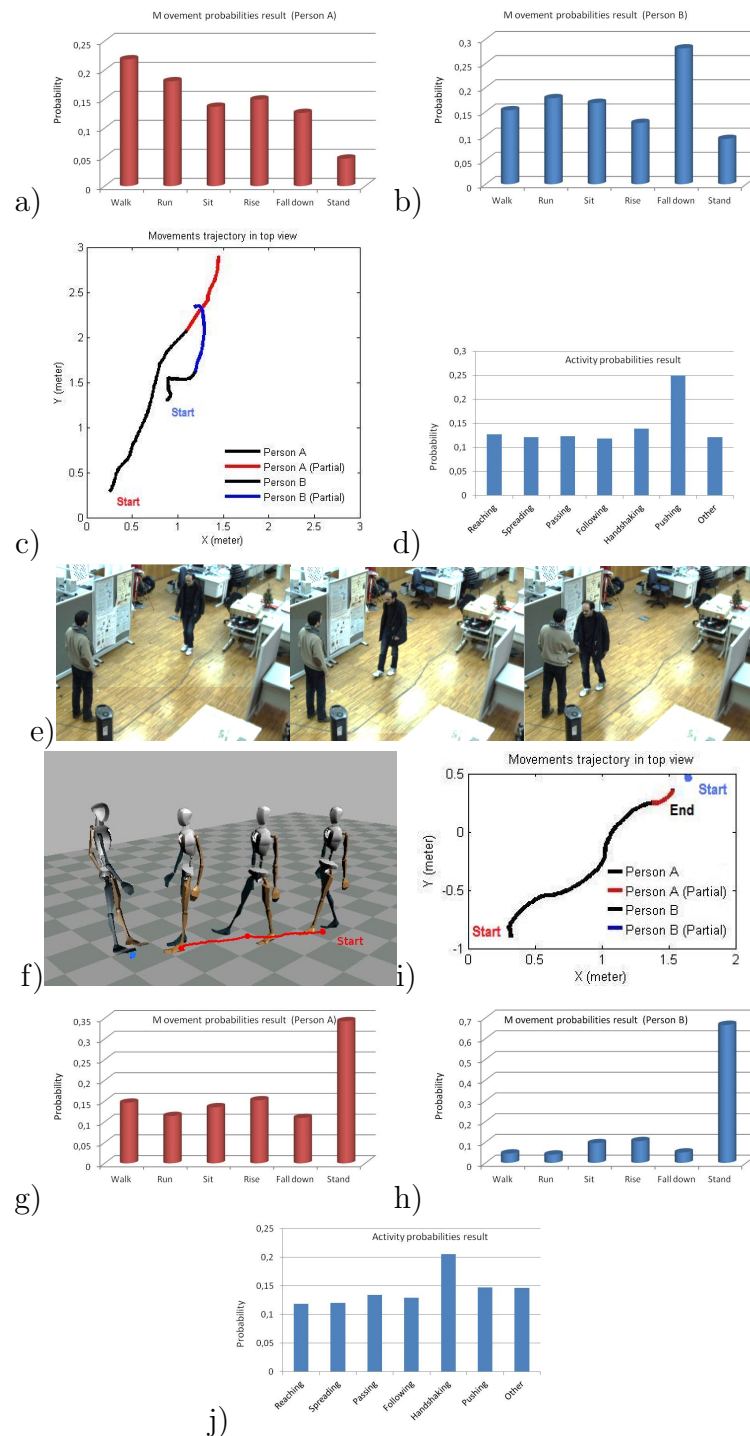 M ovement probabilities result (Person A)
0,25
0,2
0,15
0,1
0,05
0
Probability
Walk Run Sit Rise Fall down Stand
a)
M ovement probabilities result (Person B)
0,3
0,25
0,2
0,15
0,1
0,05
0
Probability
Walk Run Sit Rise Fall down Stand
b)
Movements trajectory in top view
3
2.5
2
1.5
1
0.5
0
Y (meter)
Start
Start
Person A
Person A (Partial)
Person B
Person B (Partial)
0 0.5 1 1.5 2 2.5 3
X (meter)
c)
Activity probabilities result
0,3
0,25
0,2
0,15
0,1
0,05
0
Probability
Reaching Spreading Passing Following Handshaking Pushing Other
d)
e)
Start
f)
Movements trajectory in top view
0.5
0
-0.5
-1
Y (meter)
Start
End
Person A
Person A (Partial)
Person B
Person B (Partial)
Start
0 0.5 1 1.5 2
X (meter)
i)
M ovement probabilities result (Person A)
0,35
0,3
0,25
0,2
0,15
0,1
0,05
0
Probability
Walk Run Sit Rise Fall down Stand
g)
M ovement probabilities result (Person B)
0,7
0,6
0,5
0,4
0,3
0,2
0,1
0
Probability
Walk Run Sit Rise Fall down Stand
h)
Activity probabilities result
0,25
0,2
0,15
0,1
0,05
0
Probability
Reaching Spreading Passing Following Handshaking Pushing Other
j)